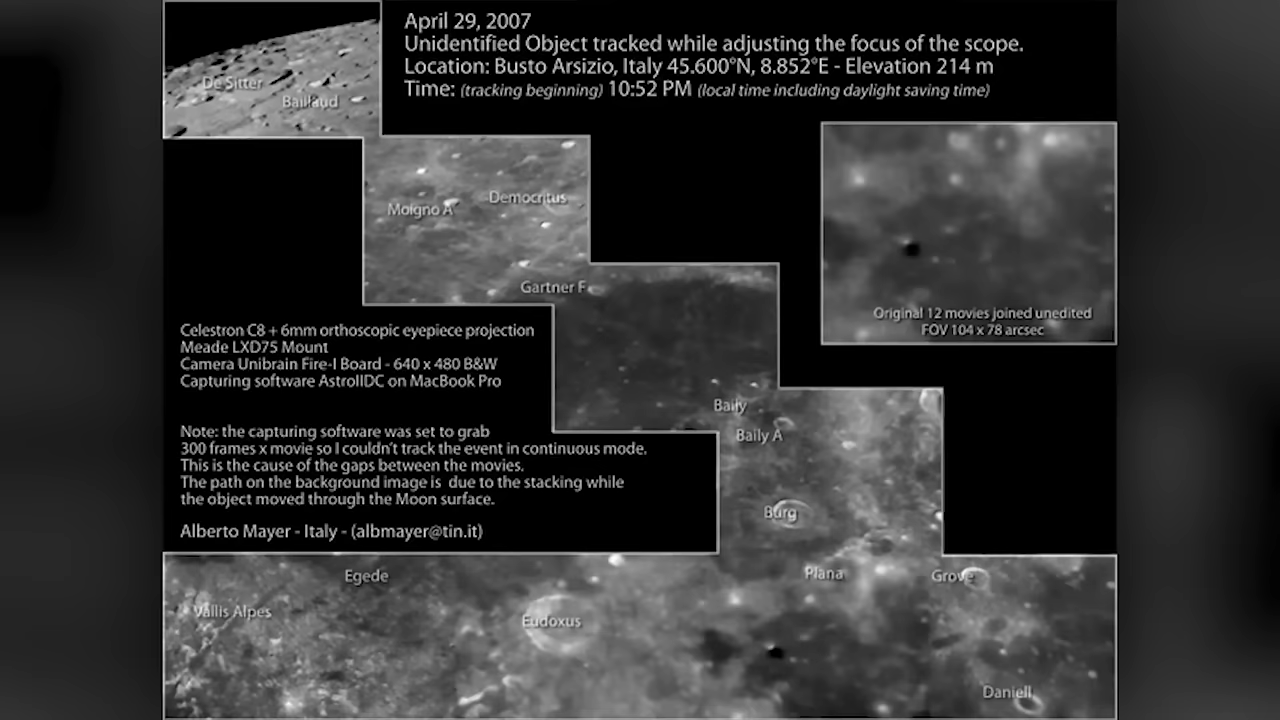 April 29, 2007
Unidentified Object tracked while adjusting the focus of the scope.
Location: Busto Arsizio, Italy 45.600°N, 8.852°E - Elevation 214 m
Time: (tracking beginning) 10:52 PM (local time including daylight saving time)
De Sitter
Baillaud
Democritus
Moigno A
Gartner F
Original 12 movies joined unedited
FOV 104 x 78 arcsec
Celestron C8 + 6mm orthoscopic eyepiece projection
Meade LXD75 Mount
Camera Unibrain Fire-I Board - 640 x 480 B&W
Capturing software AstroIIDC on MacBook Pro
Baily
Baily A
Note: the capturing software was set to grab
300 frames x movie so I couldn't track the event in continuous mode.
This is the cause of the gaps between the movies.
The path on the background image is due to the stacking while
the object moved through the Moon surface.
Burg
Alberto Mayer - Italy - (albmayer@tin.it)
Egede
Plana
Grove
Vallis Alpes
Eudoxus
Daniell